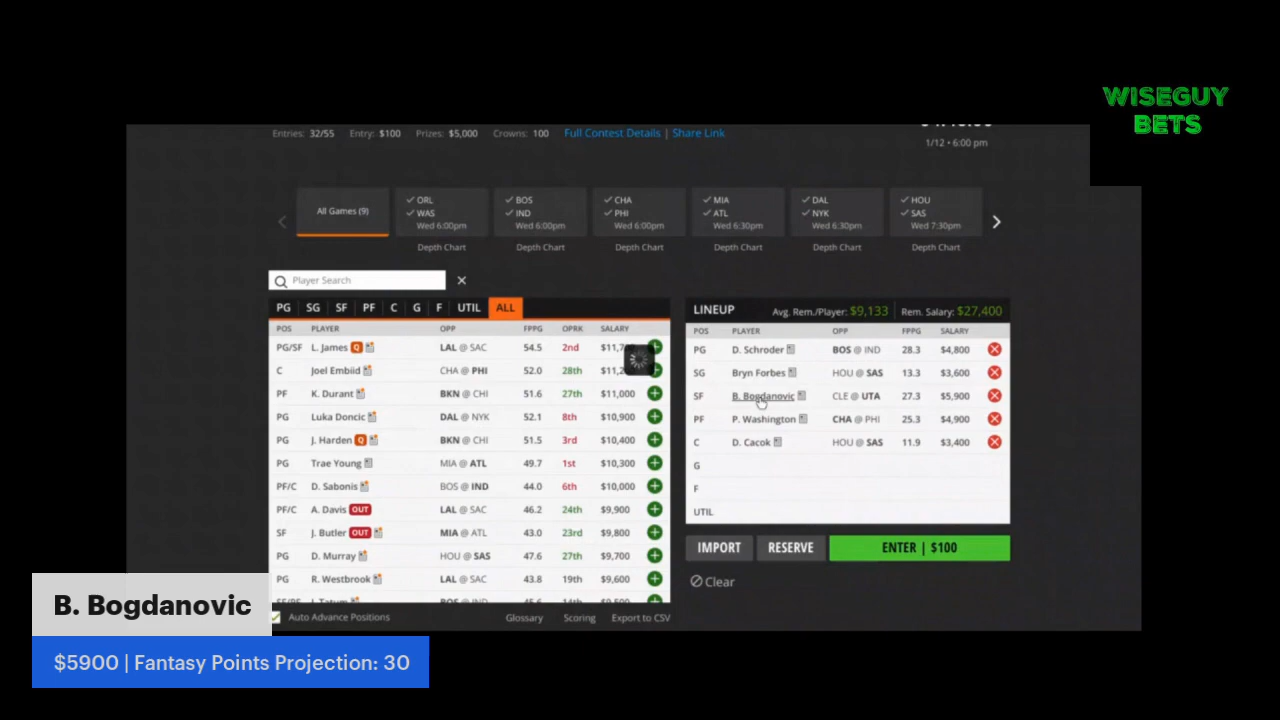 WISEGUY
BETS
Entries: 32/55 Entry: $100 Prizes: $5,000 Crowns: 100 Full Contest Details | Share Link
1/12 • 6:00 pm
All Games (9)
ORL
WAS
Wed 6:00pm
BOS
IND
Wed 6:00pm
CHA
PHI
Wed 6:00pm
MIA
ATL
Wed 6:30pm
DAL
NYK
Wed 6:30pm
HOU
SAS
Wed 7:30pm
Depth Chart Depth Chart Depth Chart Depth Chart Depth Chart Depth Chart
Player Search
PG SG SF PF C G F UTIL ALL
POS PLAYER OPP FPPG OPRK SALARY
PG/SF L. James Q LAL @ SAC 54.5 2nd
C Joel Embiid CHA @ PHI 52.0 28th
PF K. Durant BKN @ CHI 51.6 27th $11,000
PG Luka Doncic DAL @ NYK 52.1 8th $10,900
PG J. Harden Q BKN @ CHI 51.5 3rd $10,400
PG Trae Young MIA @ ATL 49.7 1st $10,300
PF/C D. Sabonis BOS @ IND 44.0 6th $10,000
PF/C A. Davis OUT LAL @ SAC 46.2 24th $9,900
SF J. Butler OUT MIA @ ATL 43.0 23rd $9,800
PG D. Murray HOU @ SAS 47.6 27th $9,700
PG R. Westbrook LAL @ SAC 43.8 19th $9,600
Auto Advance Positions Glossary Scoring Export to CSV
LINEUP Avg. Rem./Player: $9,133 Rem. Salary: $27,400
POS PLAYER OPP FPPG SALARY
PG D. Schroder BOS @ IND 28.3 $4,800
SG Bryn Forbes HOU @ SAS 13.3 $3,600
SF B. Bogdanovic CLE @ UTA 27.3 $5,900
PF P. Washington CHA @ PHI 25.3 $4,900
C D. Cacok HOU @ SAS 11.9 $3,400
G
F
UTIL
IMPORT RESERVE ENTER | $100
Clear
B. Bogdanovic
$5900 | Fantasy Points Projection: 30